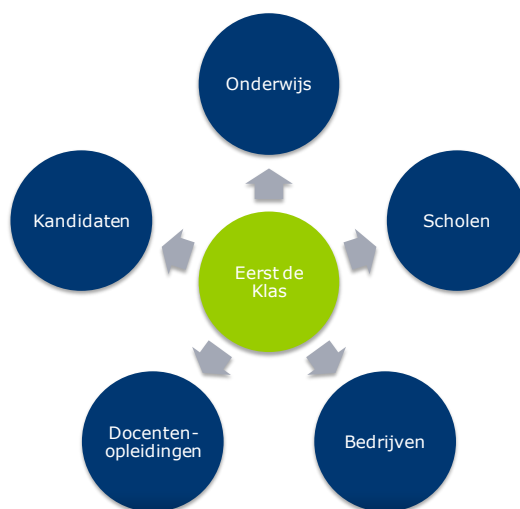 Onderwijs
Kandidaten
Scholen
Eerst de
Klas
Docenten-
opleidingen
Bedrijven